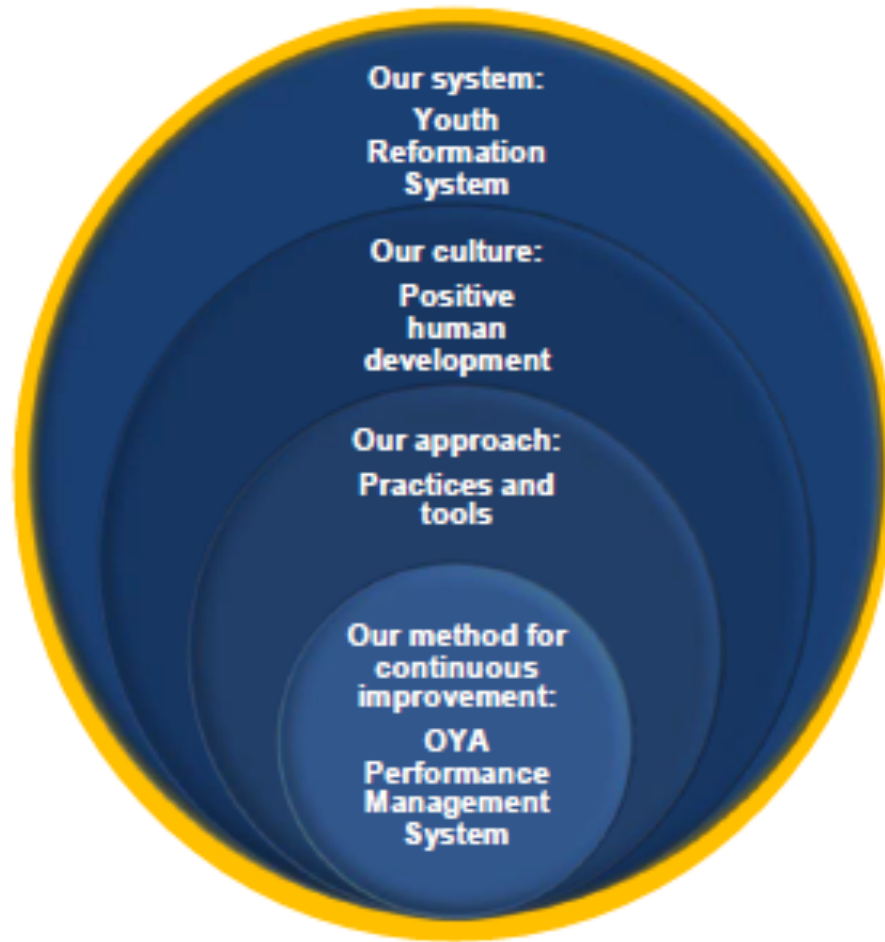 Our system:
Youth
Reformation
System
Our culture:
Positive
human
development
Our approach:
Practices and
tools
Our method for
continuous
improvement:
OYA
Performance
Management
System